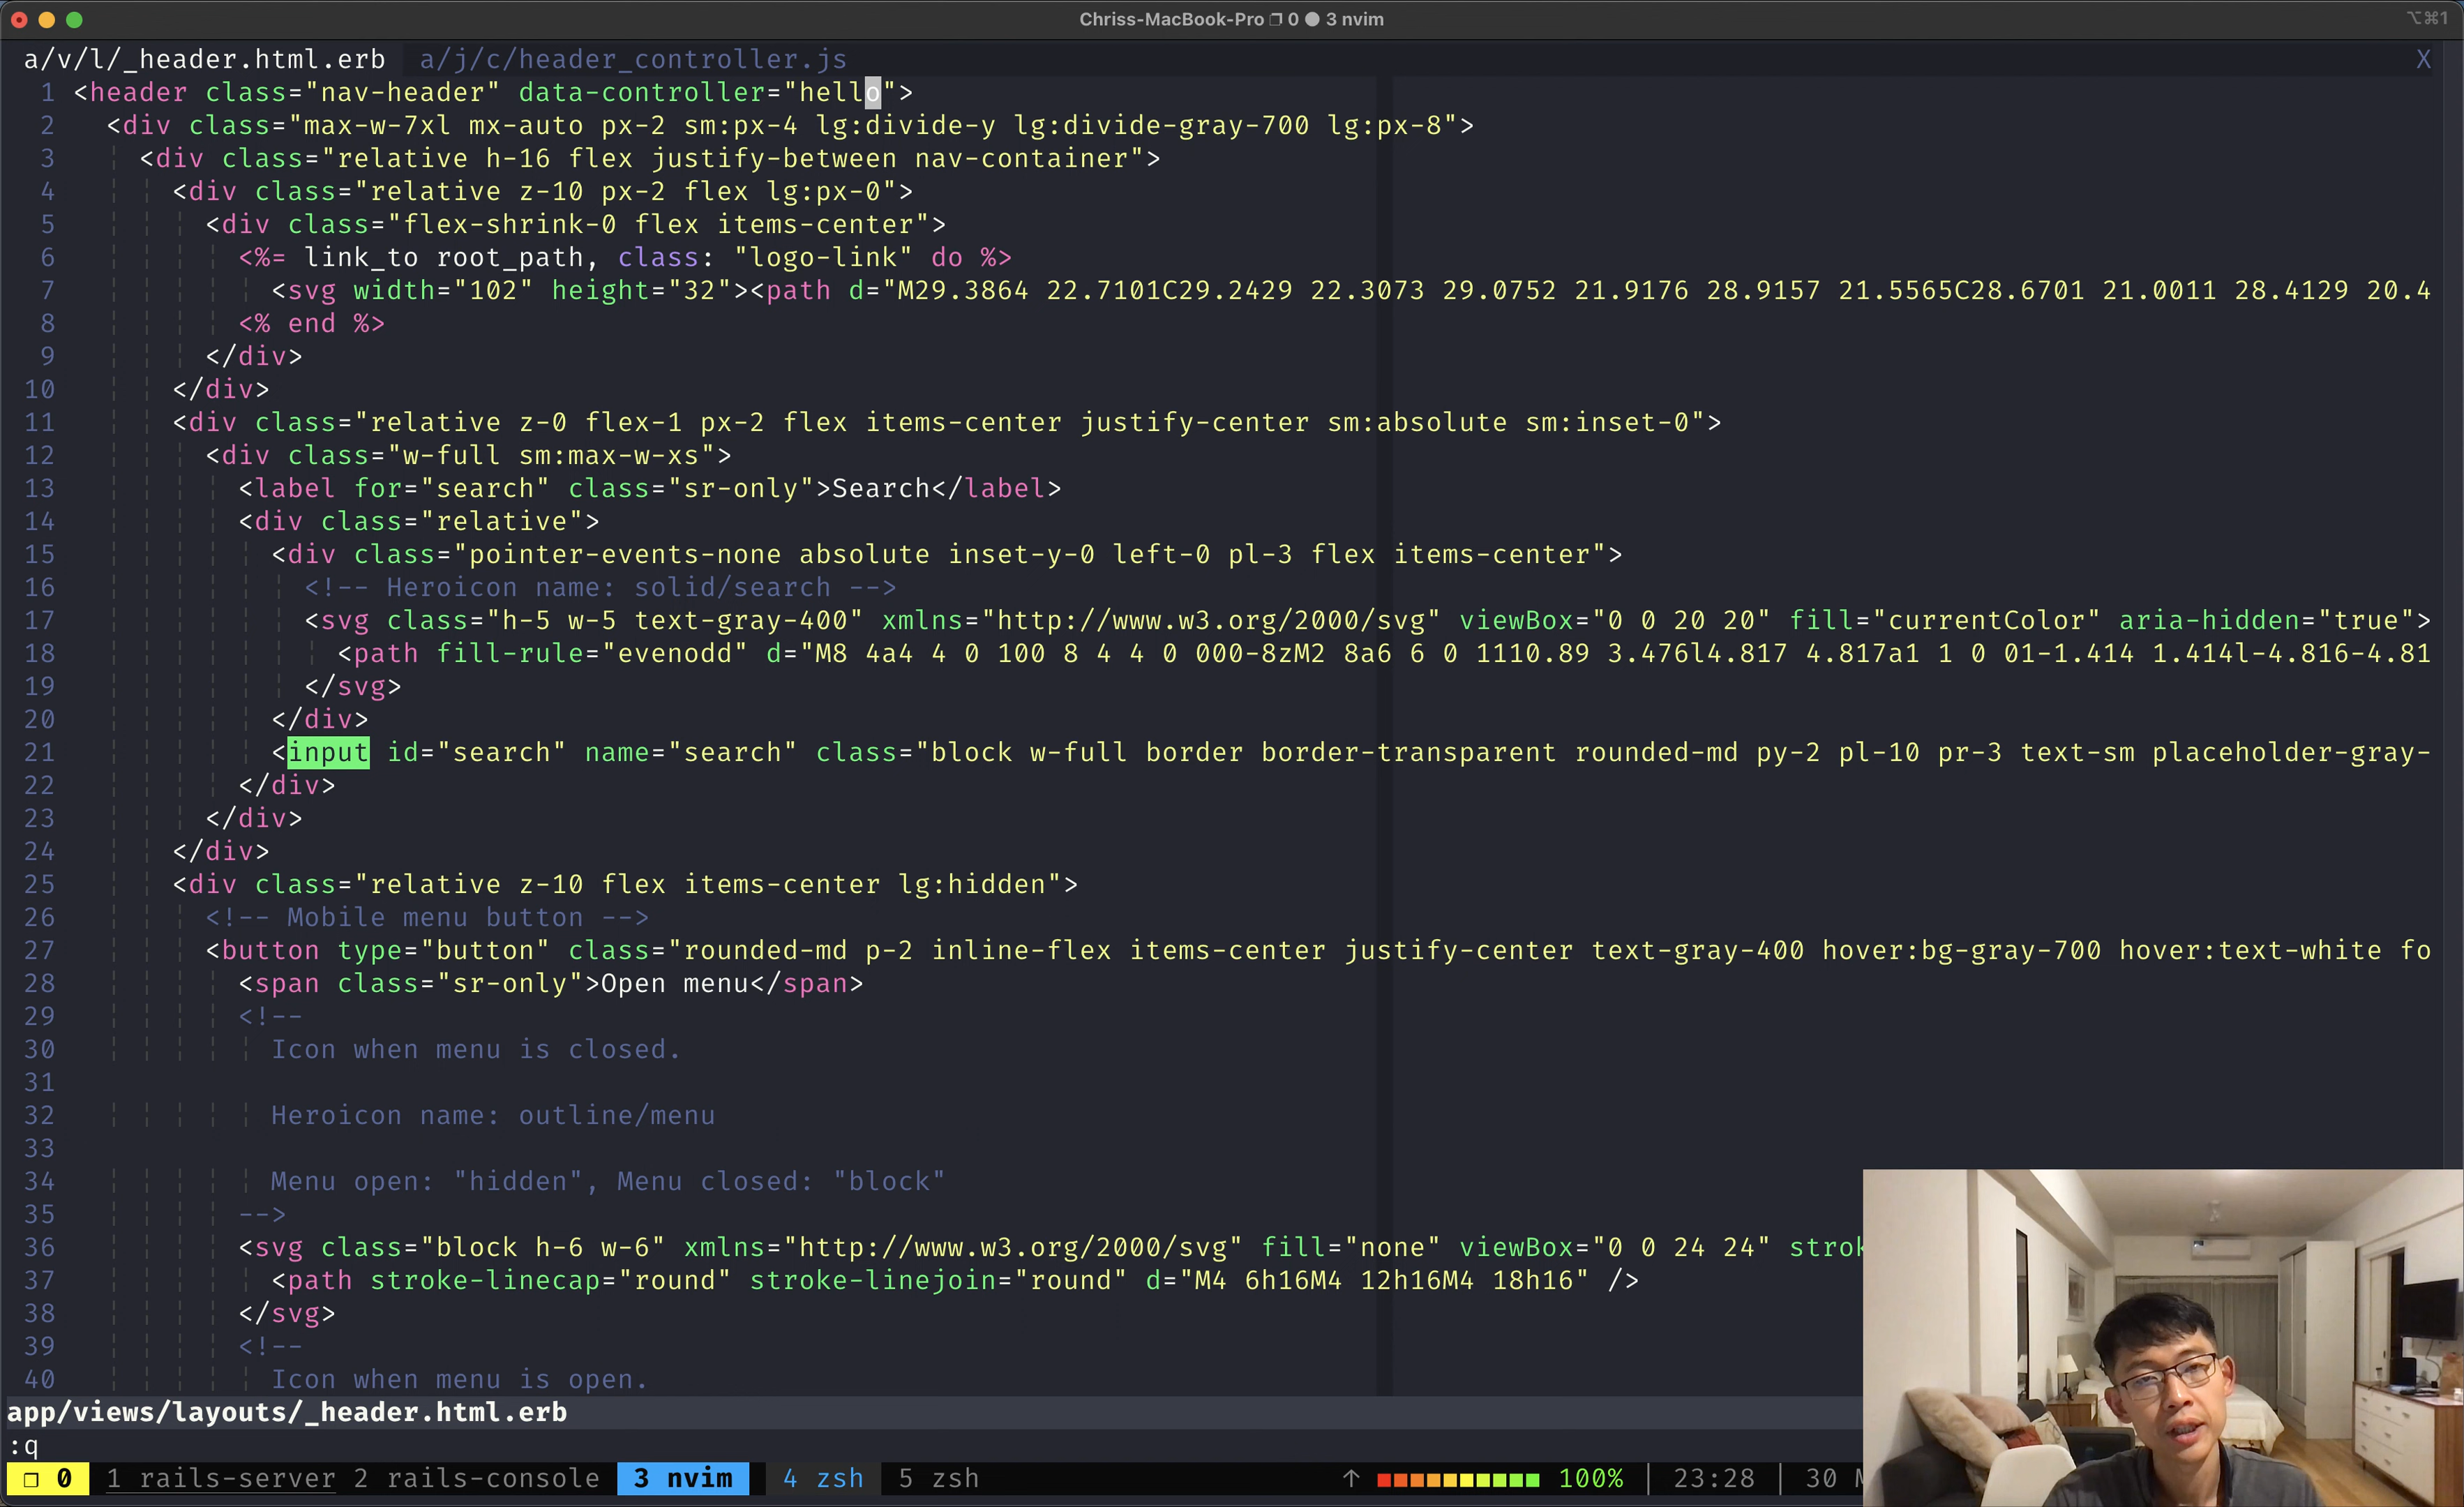 Chriss-MacBook-Pro ❐ 0 ● 3 nvim
⌥⌘1
a/v/l/_header.html.erb a/j/c/header_controller.js X
1 <header class="nav-header" data-controller="hello">
2 <div class="max-w-7xl mx-auto px-2 sm:px-4 lg:divide-y lg:divide-gray-700 lg:px-8">
3 <div class="relative h-16 flex justify-between nav-container">
4 <div class="relative z-10 px-2 flex lg:px-0">
5 <div class="flex-shrink-0 flex items-center">
6 <%= link_to root_path, class: "logo-link" do %>
7 <svg width="102" height="32"><path d="M29.3864 22.7101C29.2429 22.3073 29.0752 21.9176 28.9157 21.5565C28.6701 21.0011 28.4129 20.4
8 <% end %>
9 </div>
10 </div>
11 <div class="relative z-0 flex-1 px-2 flex items-center justify-center sm:absolute sm:inset-0">
12 <div class="w-full sm:max-w-xs">
13 <label for="search" class="sr-only">Search</label>
14 <div class="relative">
15 <div class="pointer-events-none absolute inset-y-0 left-0 pl-3 flex items-center">
16 <!-- Heroicon name: solid/search -->
17 <svg class="h-5 w-5 text-gray-400" xmlns="http://www.w3.org/2000/svg" viewBox="0 0 20 20" fill="currentColor" aria-hidden="true">
18 <path fill-rule="evenodd" d="M8 4a4 4 0 100 8 4 4 0 000-8zM2 8a6 6 0 1110.89 3.476l4.817 4.817a1 1 0 01-1.414 1.414l-4.816-4.81
19 </svg>
20 </div>
21 <input id="search" name="search" class="block w-full border border-transparent rounded-md py-2 pl-10 pr-3 text-sm placeholder-gray-
22 </div>
23 </div>
24 </div>
25 <div class="relative z-10 flex items-center lg:hidden">
26 <!-- Mobile menu button -->
27 <button type="button" class="rounded-md p-2 inline-flex items-center justify-center text-gray-400 hover:bg-gray-700 hover:text-white fo
28 <span class="sr-only">Open menu</span>
29 <!--
30 Icon when menu is closed.
31
32 Heroicon name: outline/menu
33
34 Menu open: "hidden", Menu closed: "block"
35 -->
36 <svg class="block h-6 w-6" xmlns="http://www.w3.org/2000/svg" fill="none" viewBox="0 0 24 24" strok
37 <path stroke-linecap="round" stroke-linejoin="round" d="M4 6h16M4 12h16M4 18h16" />
38 </svg>
39 <!--
40 Icon when menu is open.
app/views/layouts/_header.html.erb
:q
❐ 0 1 rails-server 2 rails-console 3 nvim 4 zsh 5 zsh ↑ 100% | 23:28 | 30